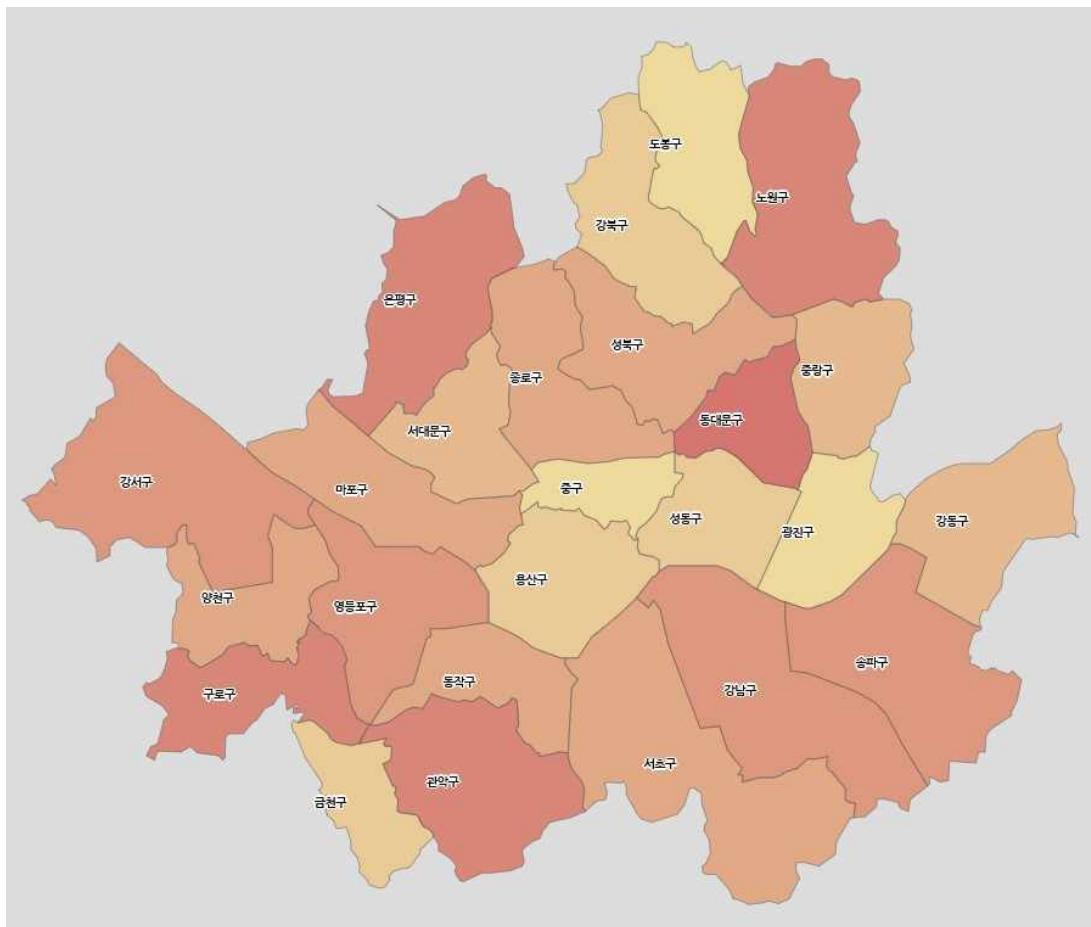 도봉구
노원구
강북구
은평구
성북구
종로구
중랑구
동대문구
서대문구
강서구
마포구
중구
성동구
강동구
광진구
용산구
양천구
영등포구
송파구
동작구
강남구
구로구
서초구
관악구
금천구